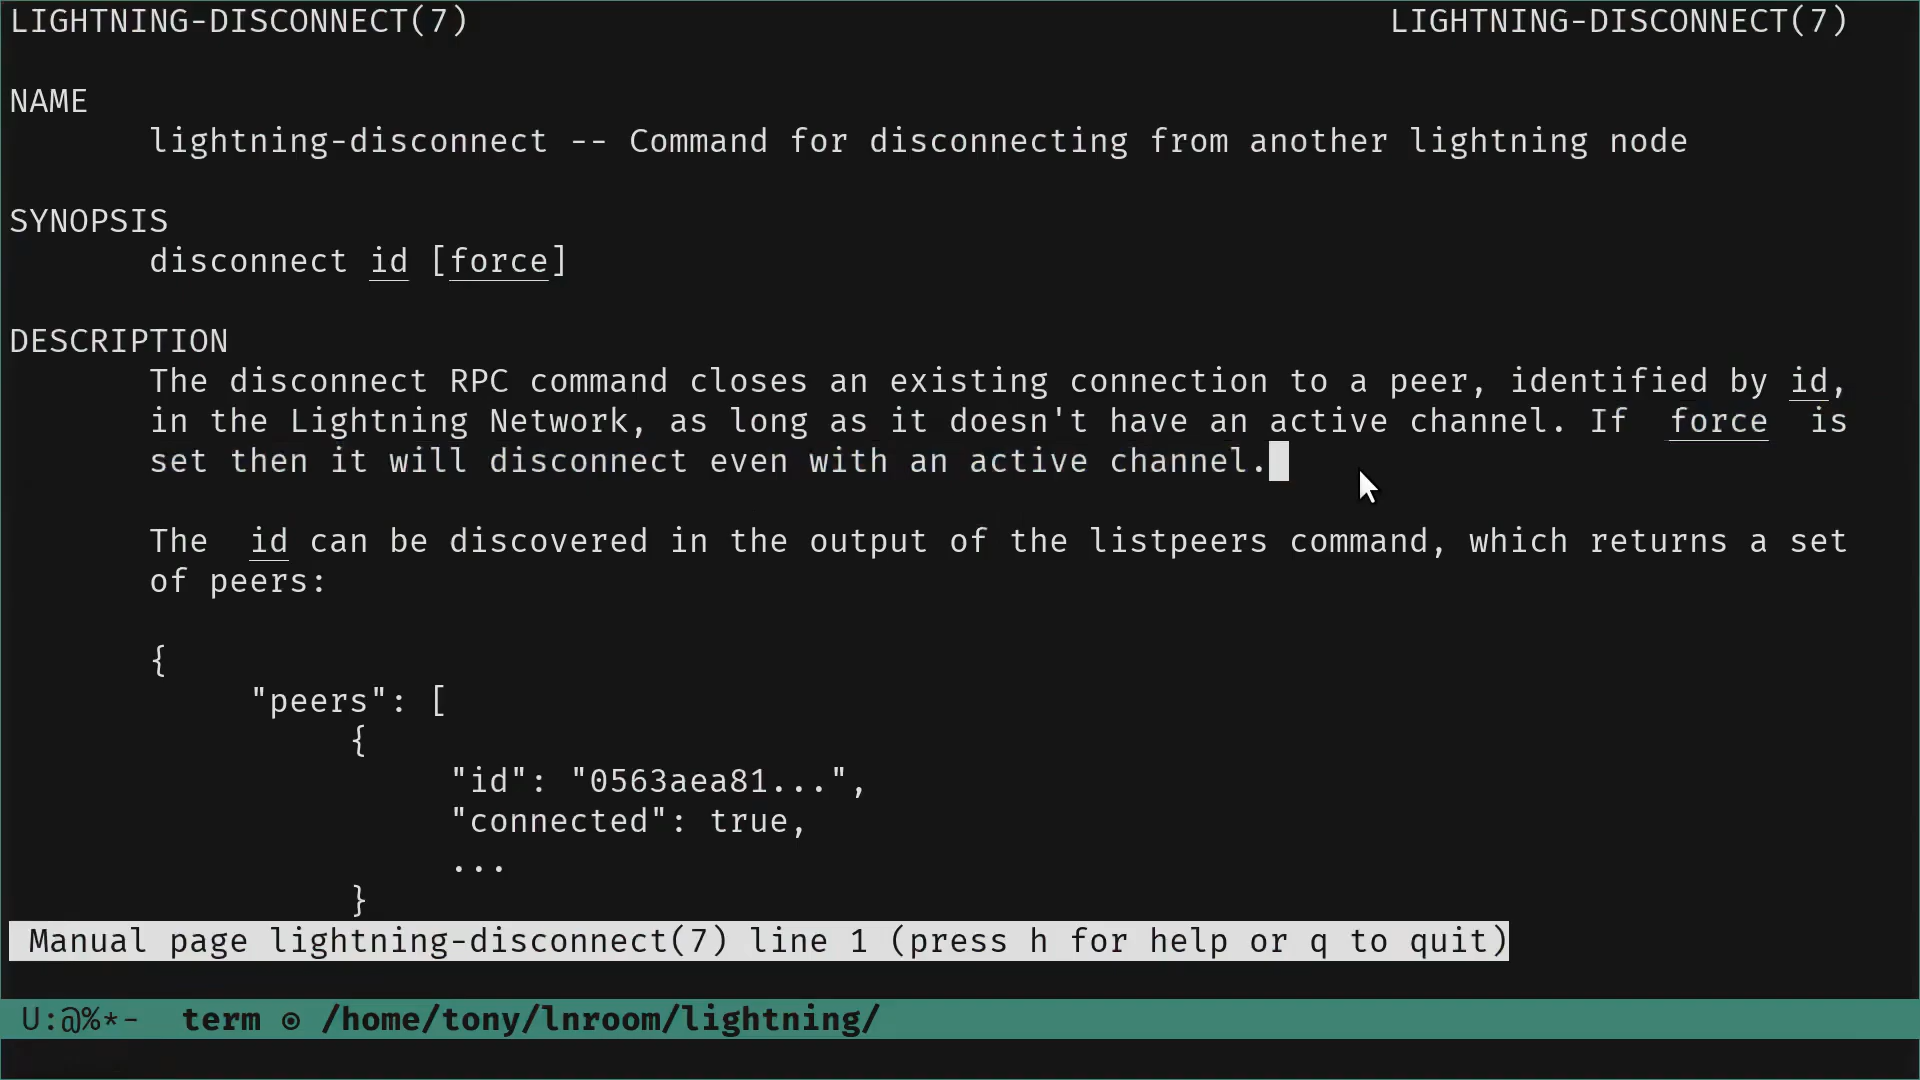 LIGHTNING-DISCONNECT(7) LIGHTNING-DISCONNECT(7)
NAME
lightning-disconnect -- Command for disconnecting from another lightning node
SYNOPSIS
disconnect id [force]
DESCRIPTION
The disconnect RPC command closes an existing connection to a peer, identified by id,
in the Lightning Network, as long as it doesn't have an active channel. If force is
set then it will disconnect even with an active channel.
The id can be discovered in the output of the listpeers command, which returns a set
of peers:
{
"peers": [
{
"id": "0563aea81...",
"connected": true,
...
}
Manual page lightning-disconnect(7) line 1 (press h for help or q to quit)
U:@%*- term ⊙ /home/tony/lnroom/lightning/